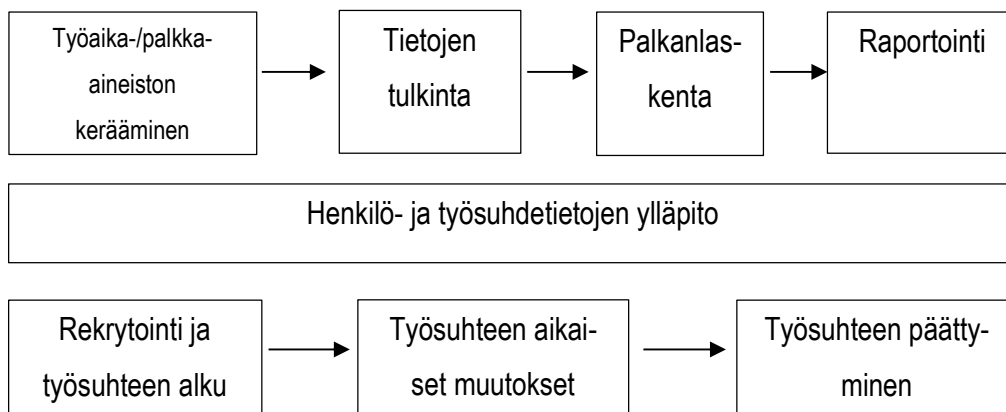 Työaika-/palkka-
aineiston
kerääminen
Tietojen
tulkinta
Palkanlas-
kenta
Raportointi
Henkilö- ja työsuhdetietojen ylläpito
Rekrytointi ja
työsuhteen alku
Työsuhteen aikai-
set muutokset
Työsuhteen päätty-
minen